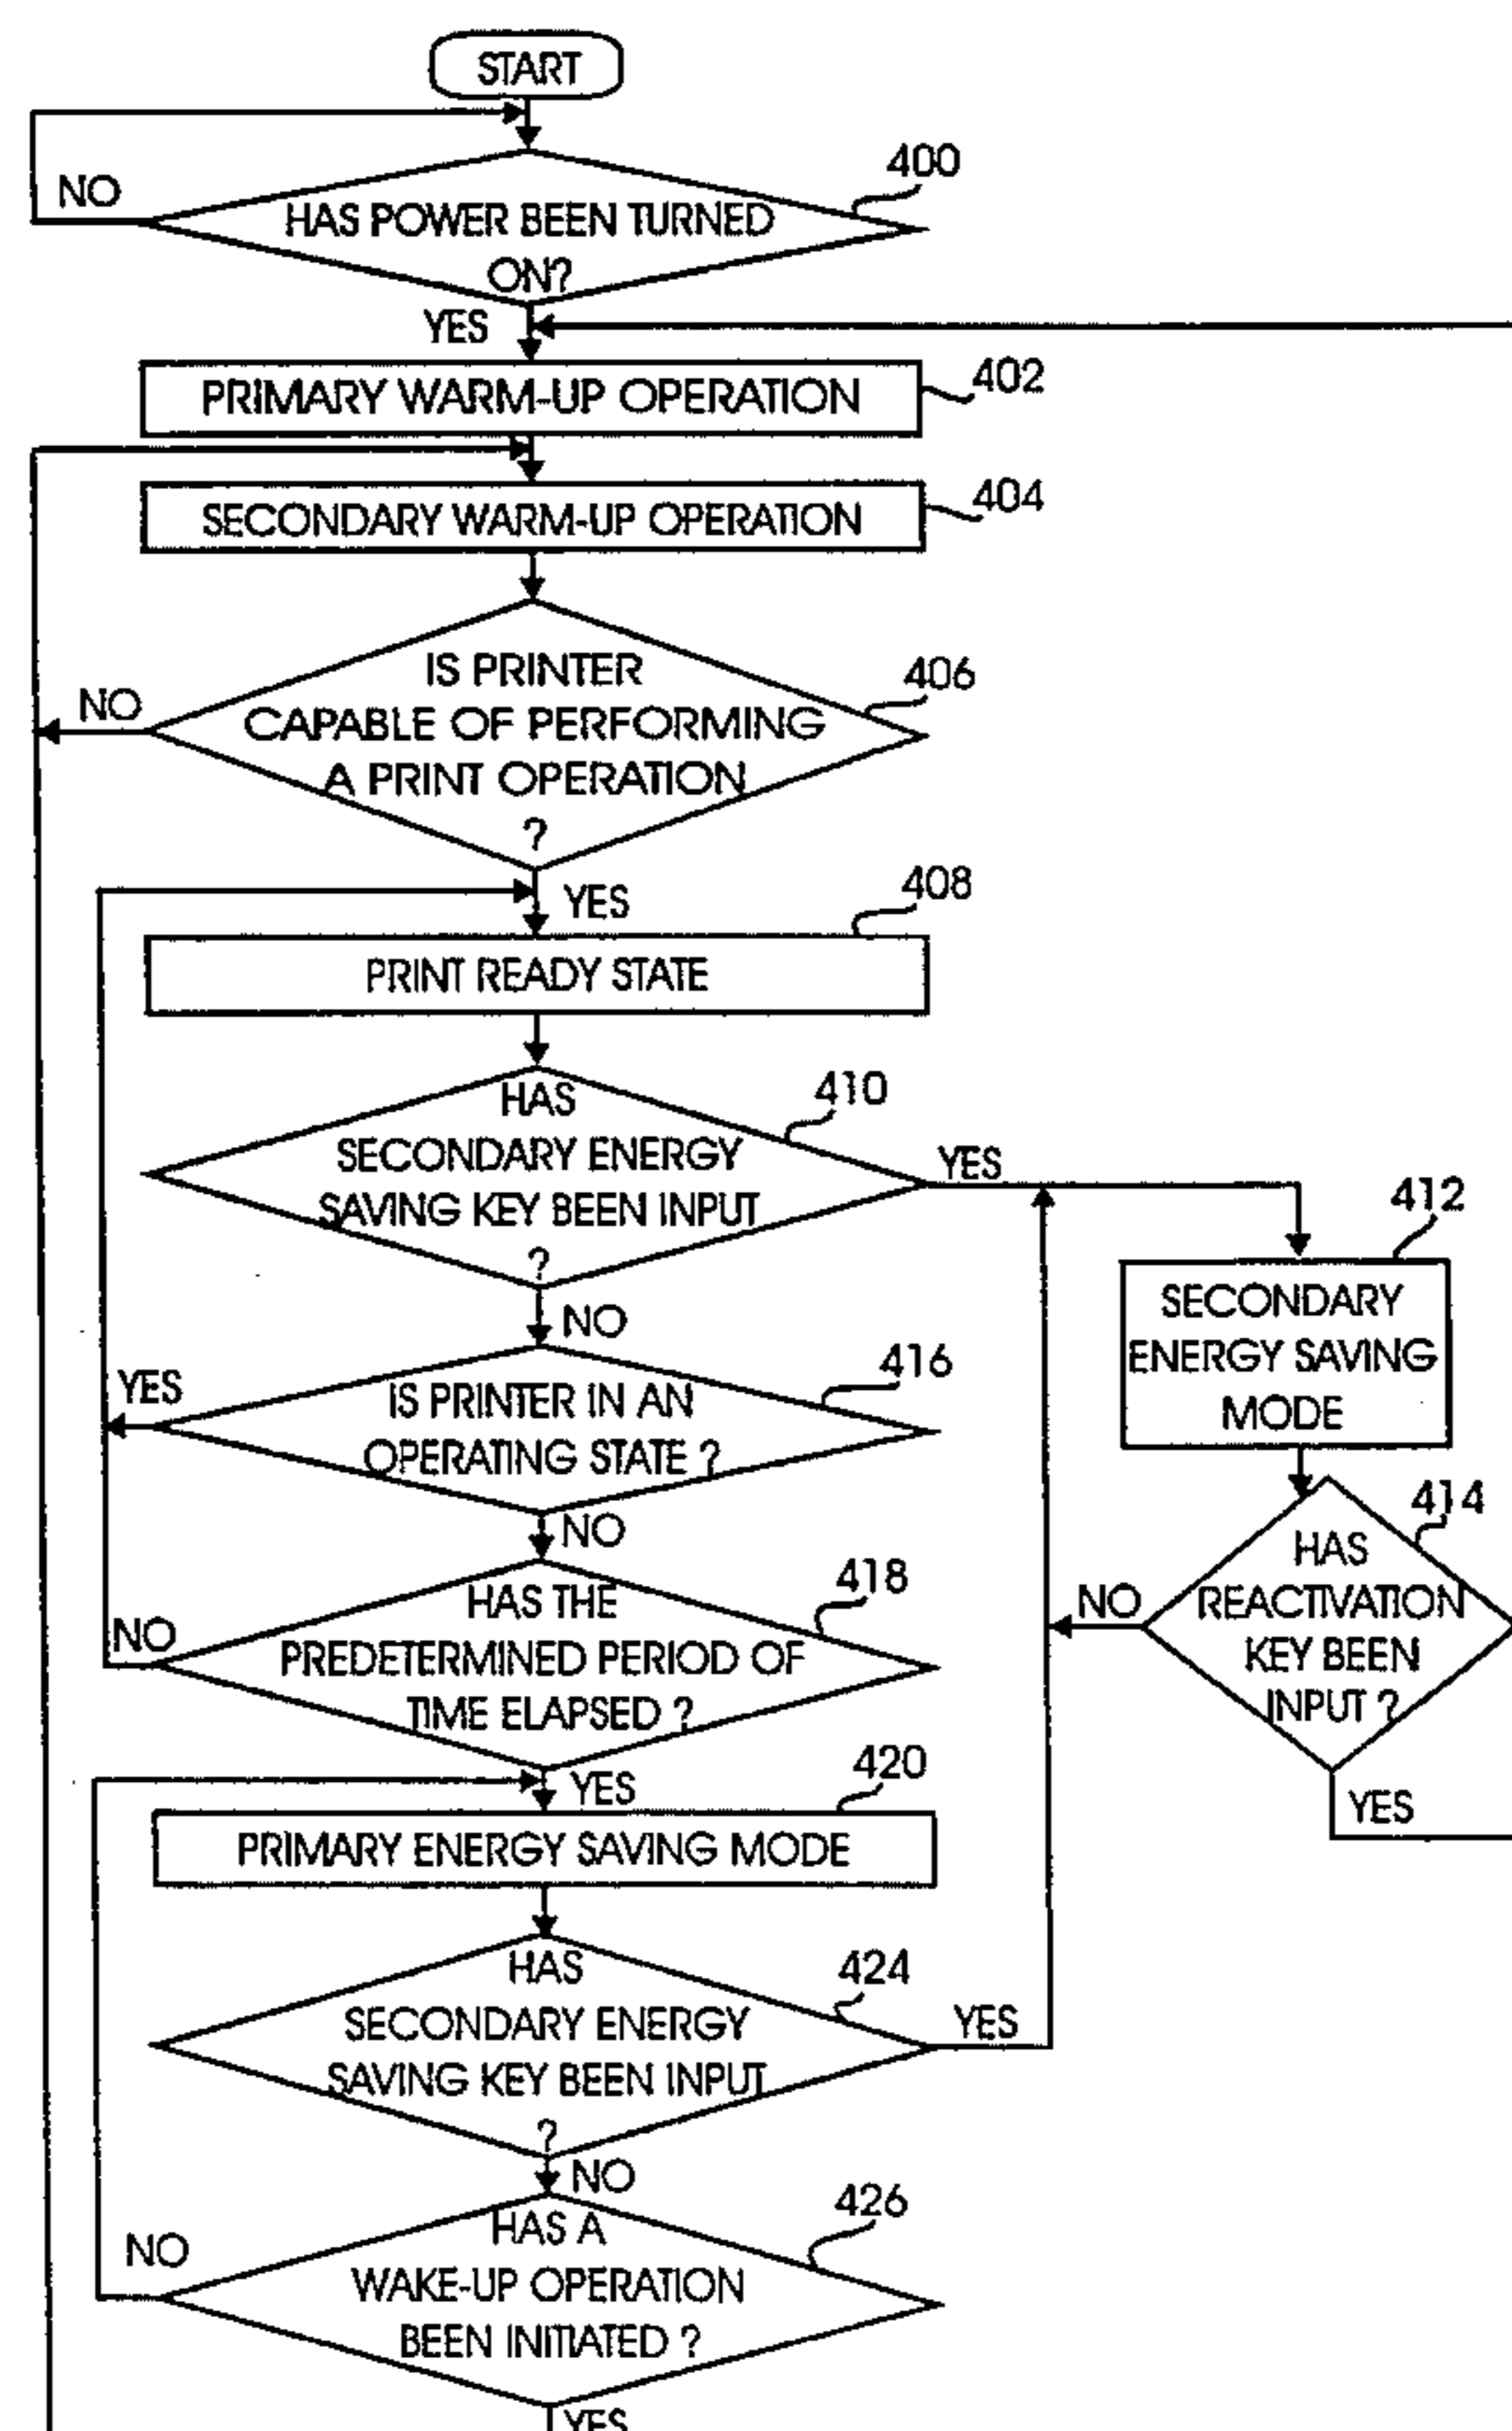 START
NO
400
HAS POWER BEEN TURNED
ON?
YES
402
PRIMARY WARM-UP OPERATION
404
SECONDARY WARM-UP OPERATION
406
IS PRINTER
CAPABLE OF PERFORMING
A PRINT OPERATION
?
NO
YES
408
PRINT READY STATE
410
HAS
SECONDARY ENERGY
SAVING KEY BEEN INPUT
?
YES
412
SECONDARY
ENERGY SAVING
MODE
NO
416
IS PRINTER IN AN
OPERATING STATE ?
YES
414
HAS
REACTIVATION
KEY BEEN
INPUT ?
NO
YES
NO
418
HAS THE
PREDETERMINED PERIOD OF
TIME ELAPSED ?
NO
YES
420
PRIMARY ENERGY SAVING MODE
424
HAS
SECONDARY ENERGY
SAVING KEY BEEN INPUT
?
YES
NO
426
HAS A
WAKE-UP OPERATION
BEEN INITIATED ?
NO
YES